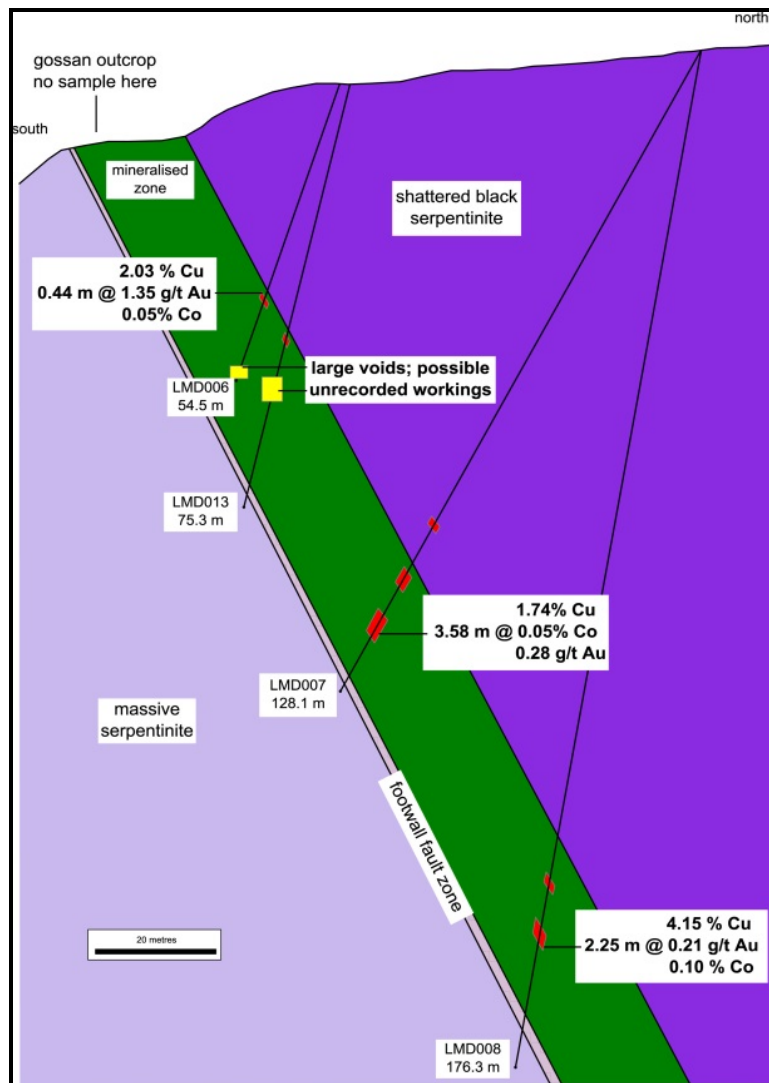 north
gossan outcrop
no sample here
south
mineralised
zone
shattered black
serpentinite
2.03 % Cu
0.44 m @ 1.35 g/t Au
0.05% Co
large voids; possible
unrecorded workings
LMD006
54.5 m
LMD013
75.3 m
1.74% Cu
3.58 m @ 0.05% Co
0.28 g/t Au
LMD007
128.1 m
massive
serpentinite
footwall fault zone
4.15 % Cu
2.25 m @ 0.21 g/t Au
0.10 % Co
20 metres
LMD008
176.3 m